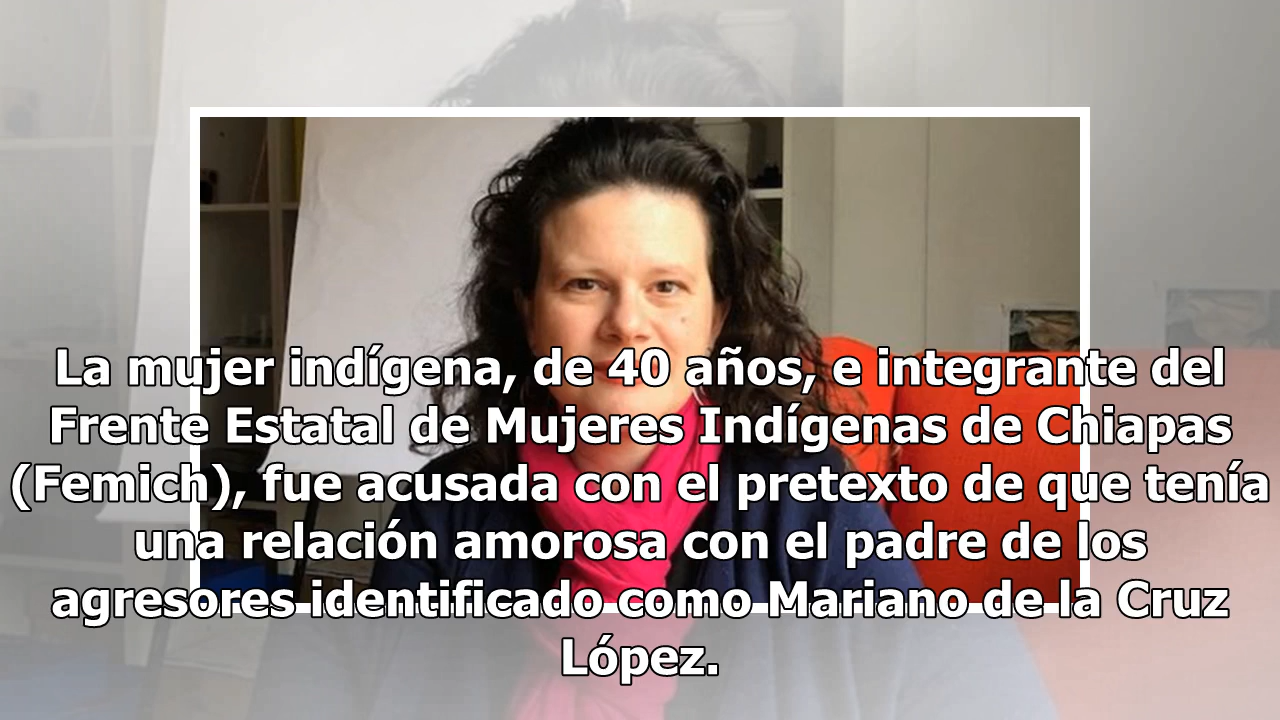 La mujer indígena, de 40 años, e integrante del
Frente Estatal de Mujeres Indígenas de Chiapas
(Femich), fue acusada con el pretexto de que tenía
una relación amorosa con el padre de los
agresores identificado como Mariano de la Cruz
López.